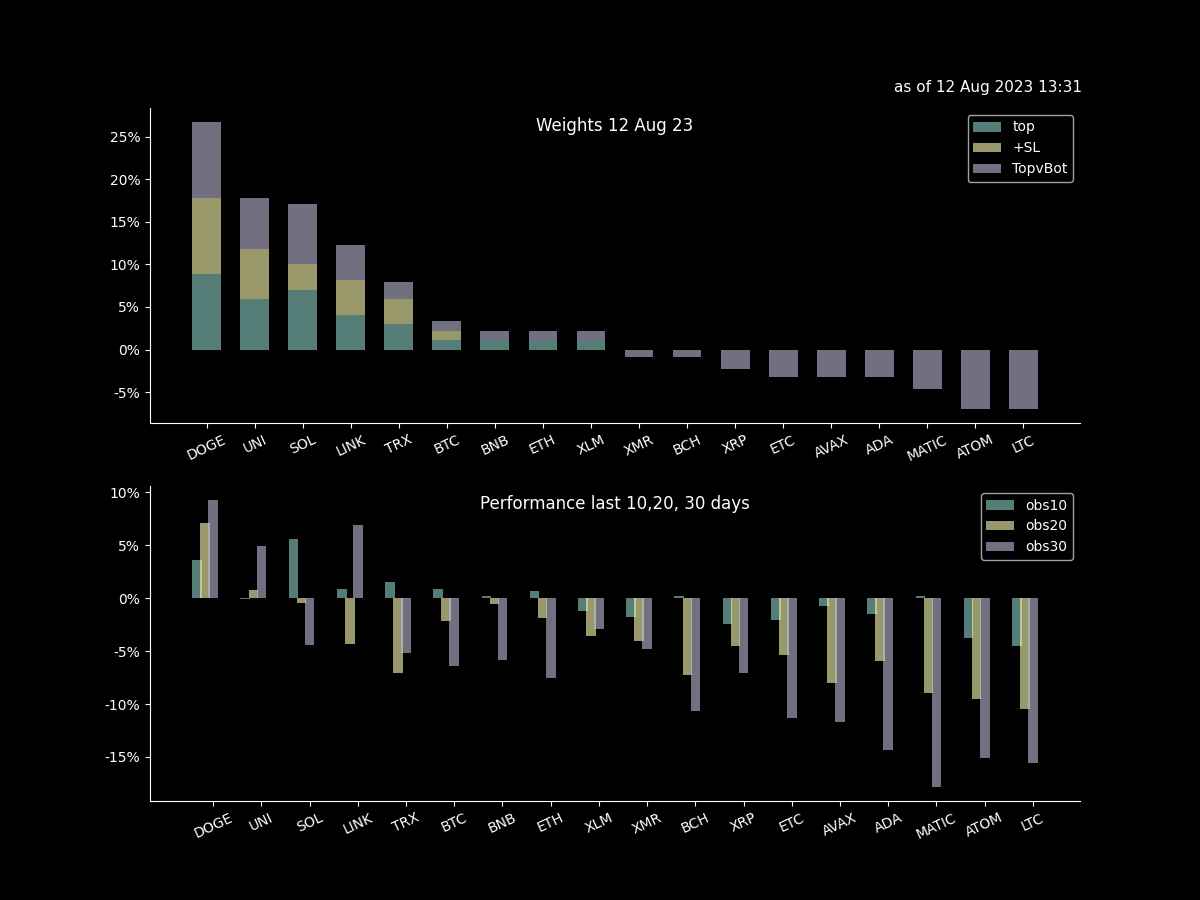 as of 12 Aug 2023 13:31
Weights 12 Aug 23
top
+SL
TopvBot
25%
20%
15%
10%
5%
0%
-5%
DOGE UNI SOL LINK TRX BTC BNB ETH XLM XMR BCH XRP ETC AVAX ADA MATIC ATOM LTC
Performance last 10,20, 30 days
obs10
obs20
obs30
10%
5%
0%
-5%
-10%
-15%
DOGE UNI SOL LINK TRX BTC BNB ETH XLM XMR BCH XRP ETC AVAX ADA MATIC ATOM LTC